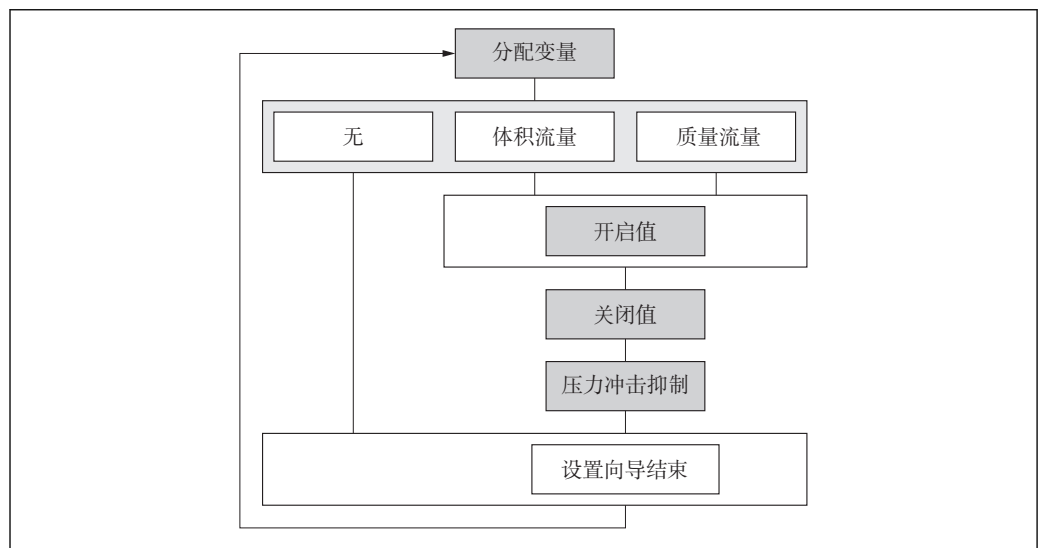 分配变量
无
体积流量
质量流量
开启值
关闭值
压力冲击抑制
设置向导结束